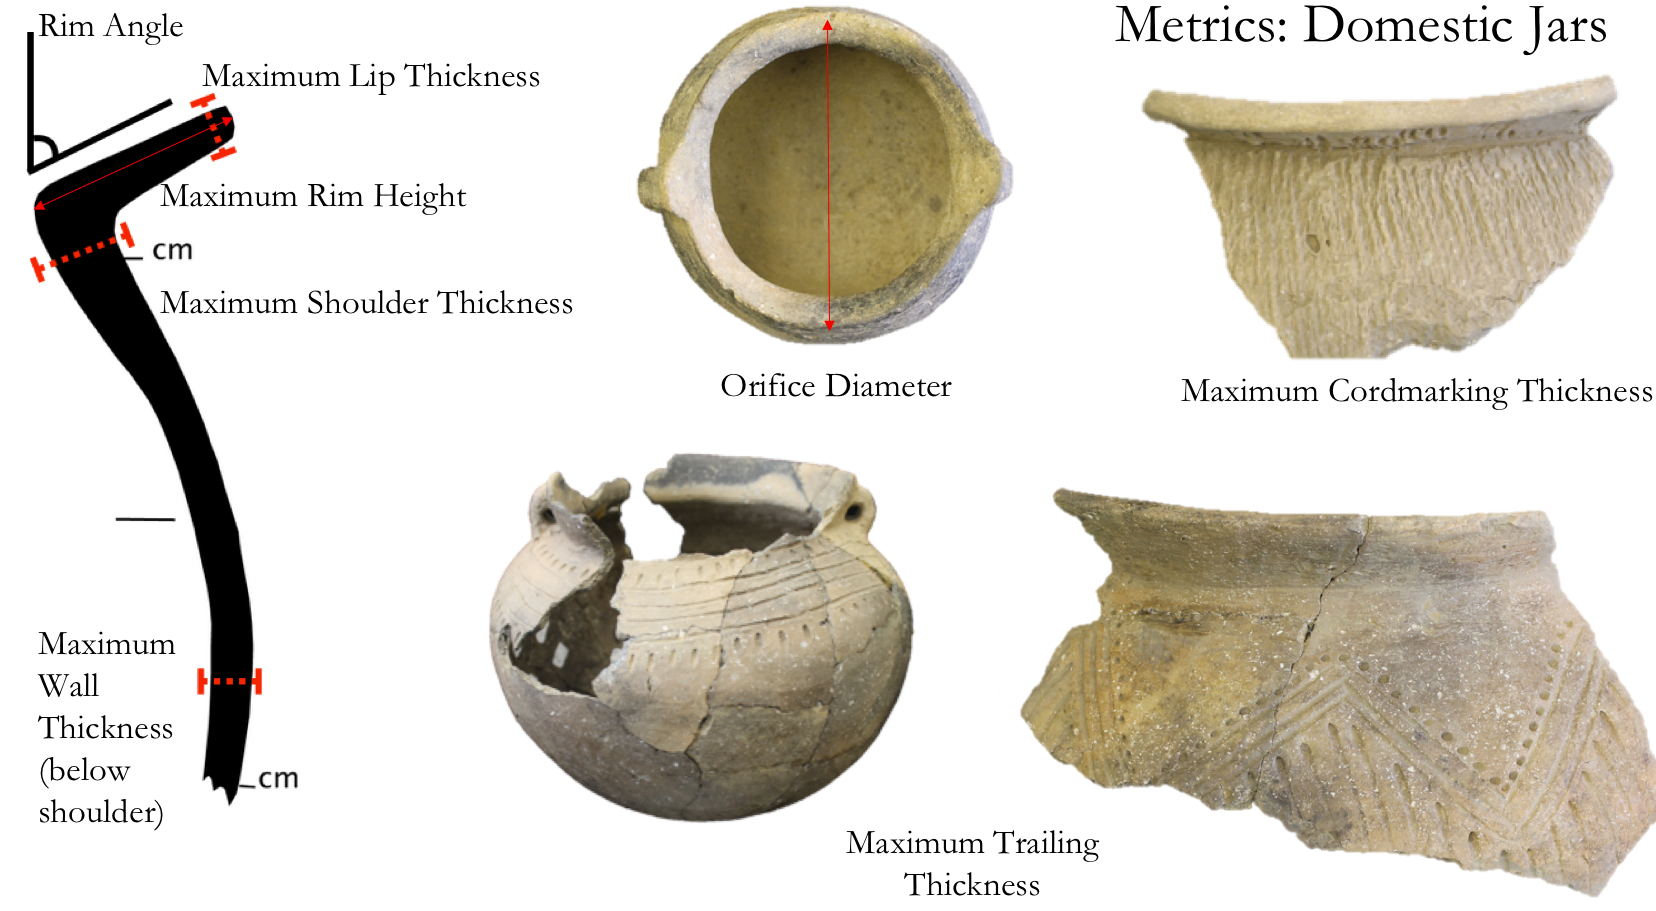 Metrics: Domestic Jars
Rim Angle
Maximum Lip Thickness
Maximum Rim Height
cm
Maximum Shoulder Thickness
Maximum
Wall
Thickness
(below
shoulder)
cm
Orifice Diameter
Maximum Cordmarking Thickness
Maximum Trailing
Thickness